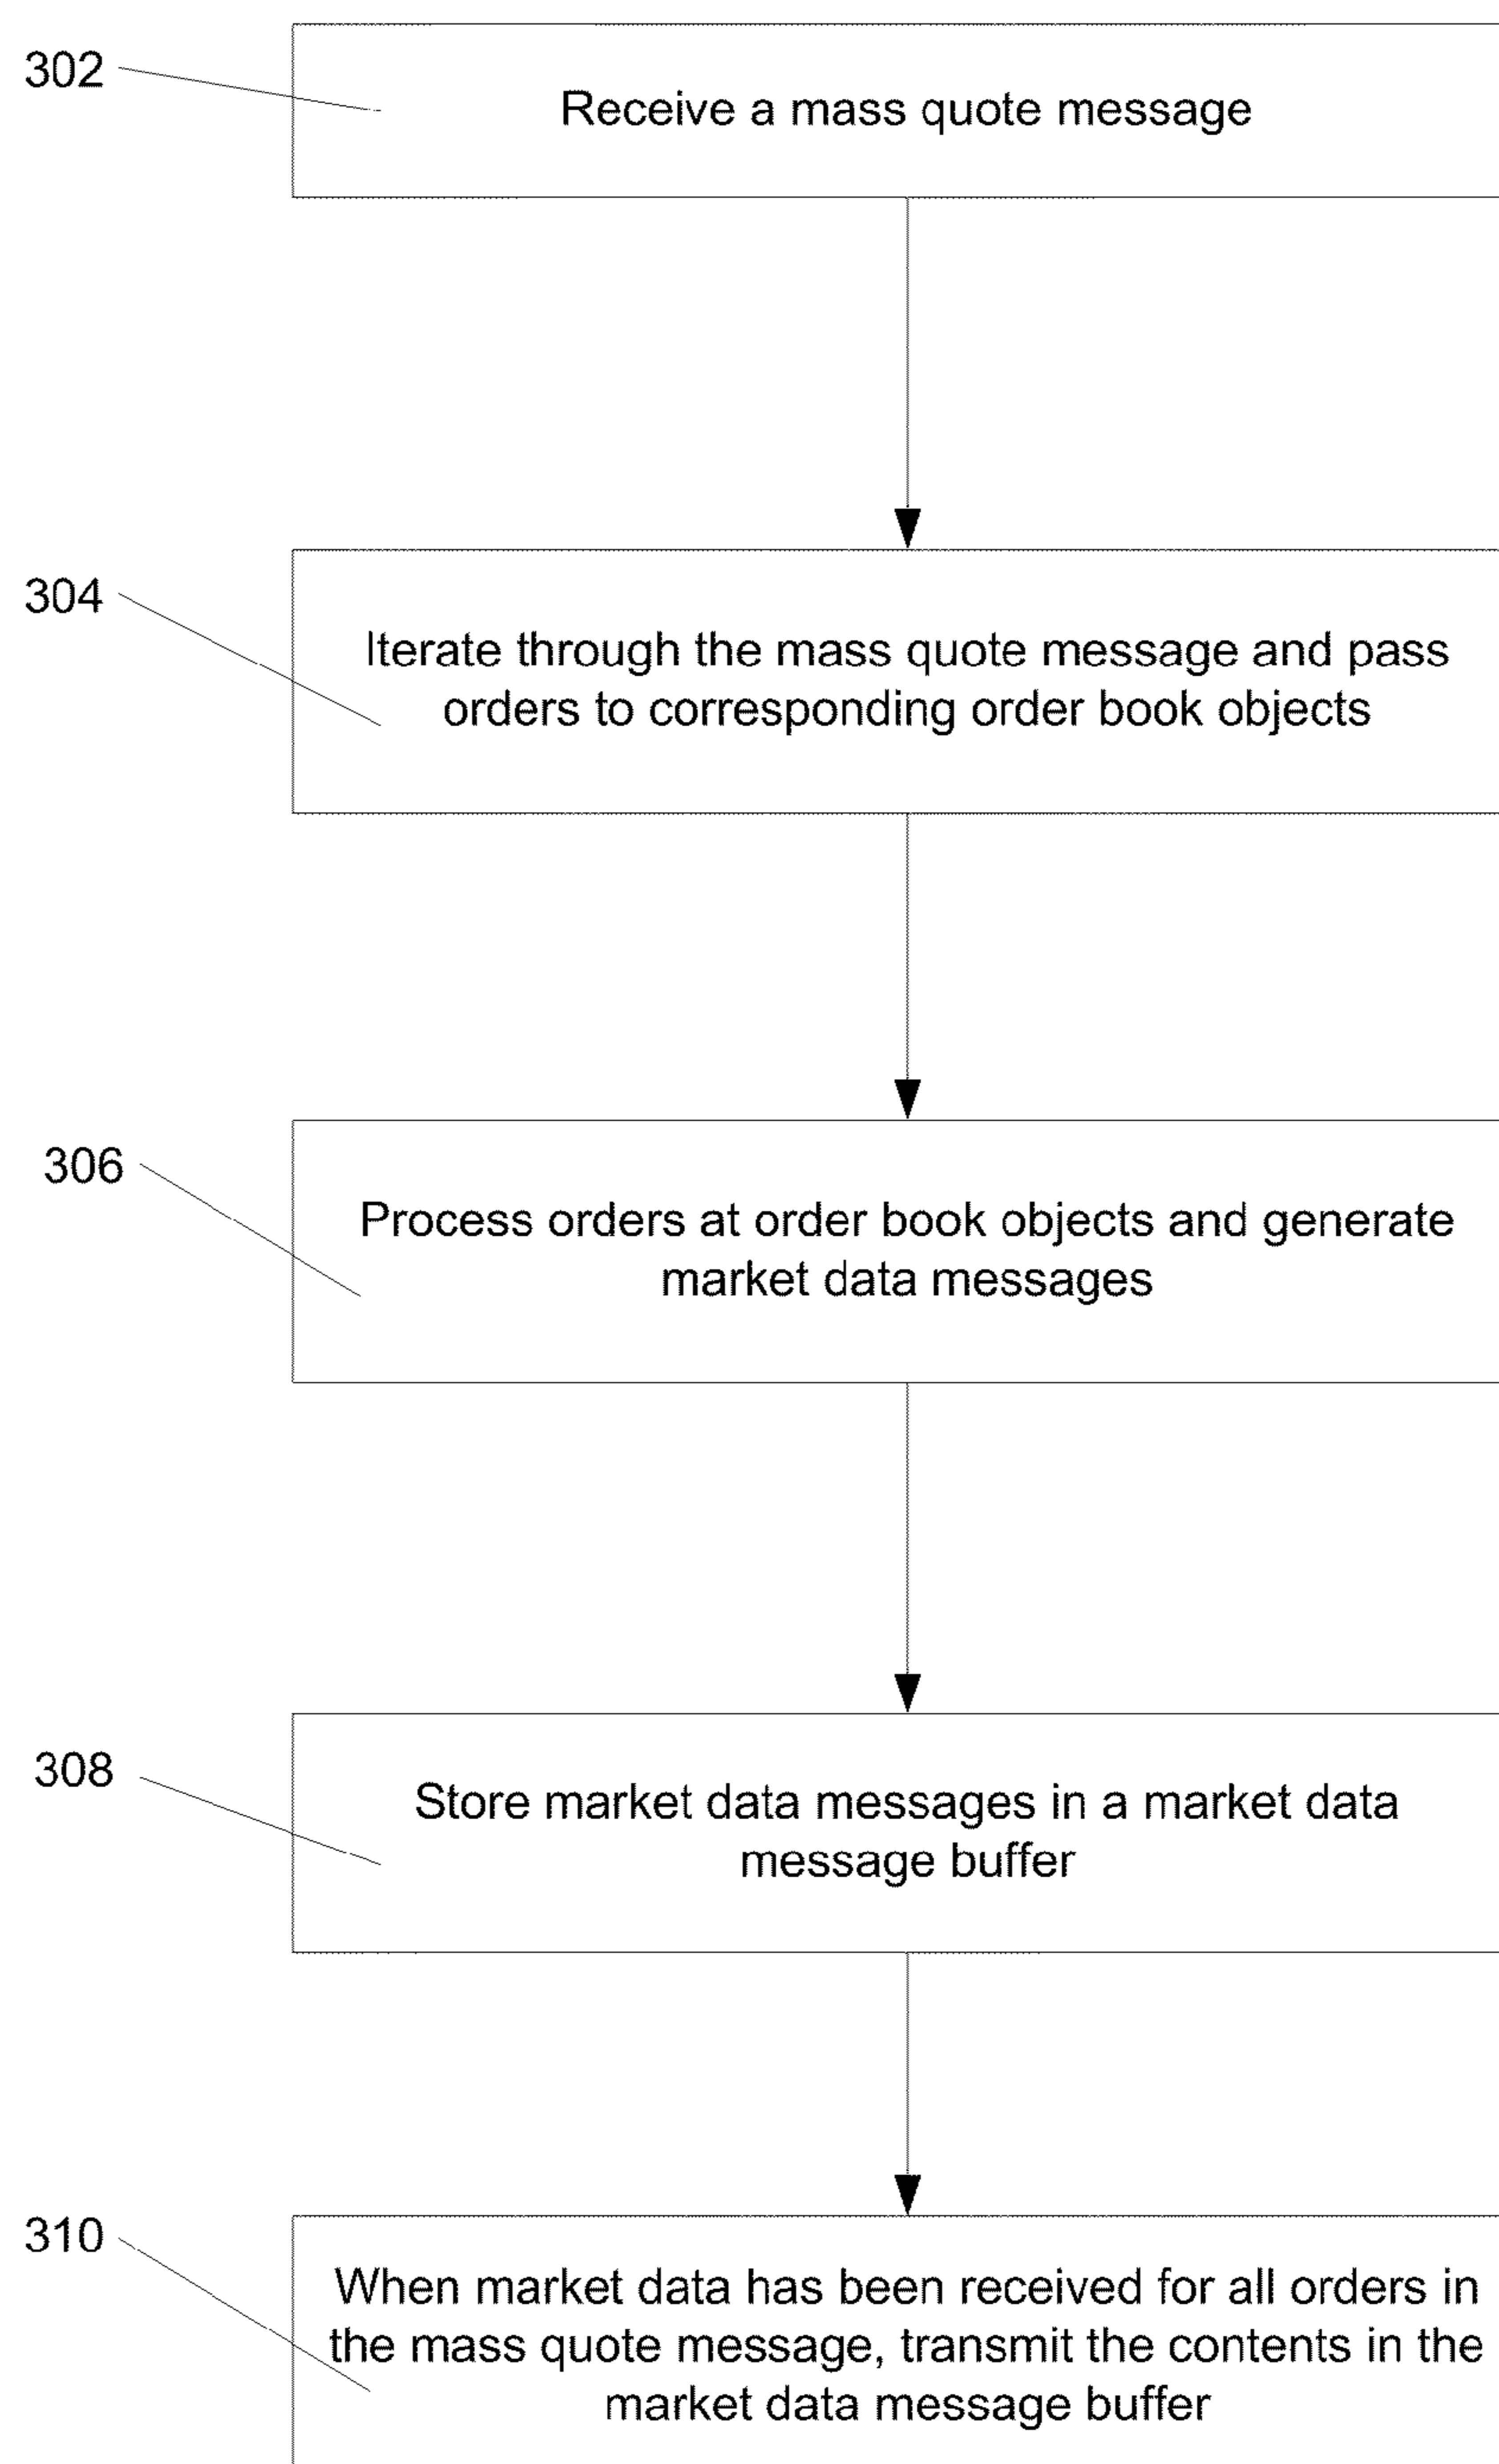 302
Receive a mass quote message
304
Iterate through the mass quote message and pass
orders to corresponding order book objects
306
Process orders at order book objects and generate
market data messages
308
Store market data messages in a market data
message buffer
310
When market data has been received for all orders in
the mass quote message, transmit the contents in the
market data message buffer